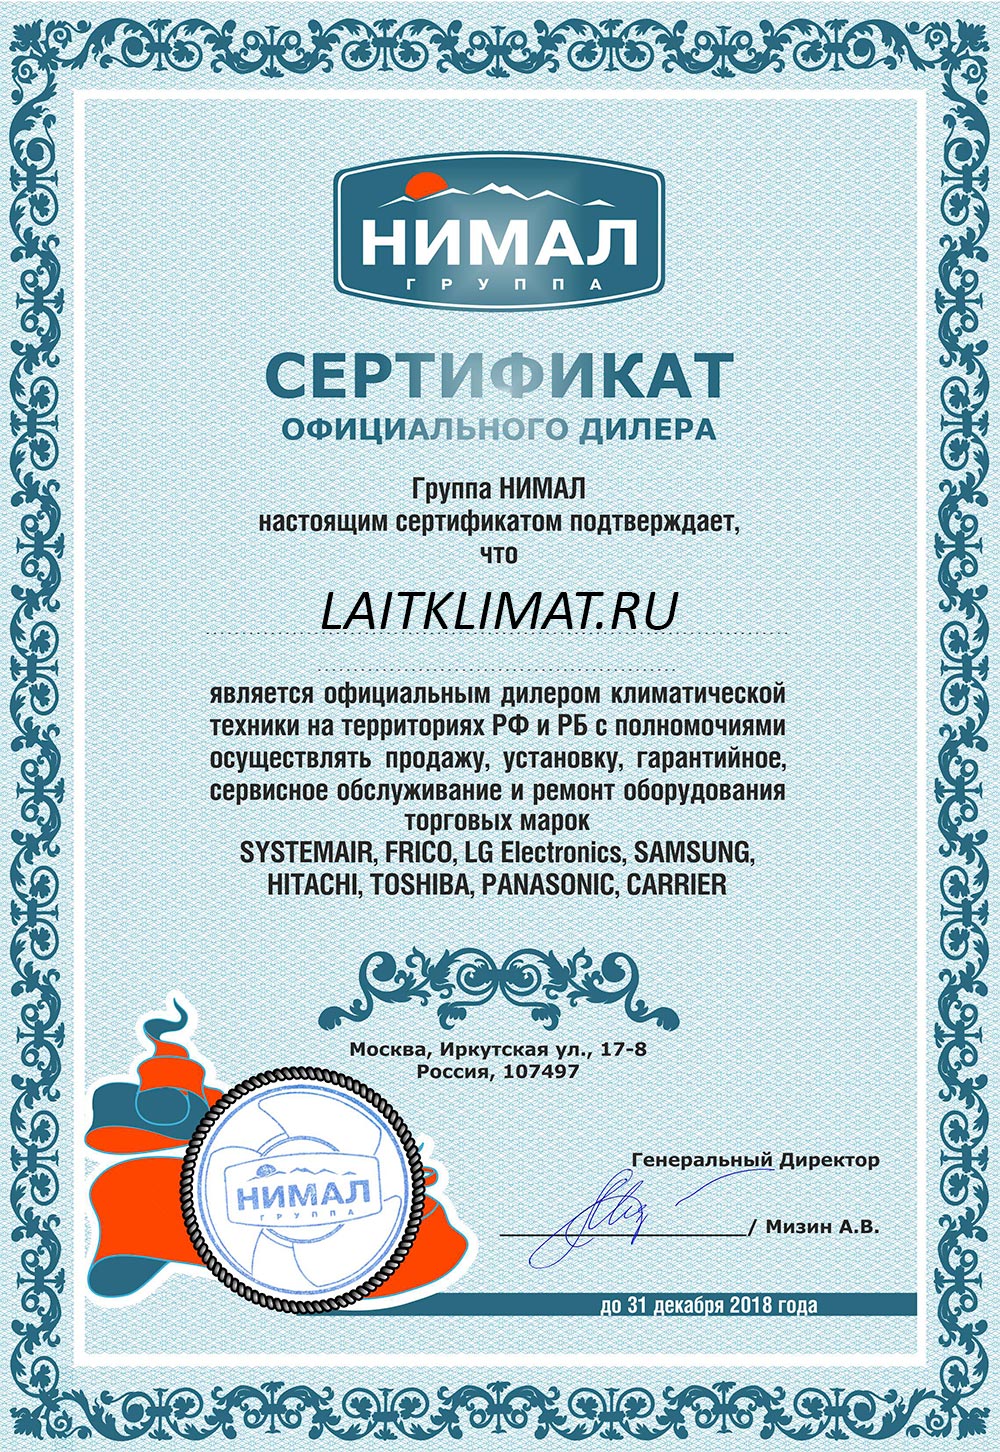 НИМАЛ
ГРУППА
СЕРТИФИКАТ
ОФИЦИАЛЬНОГО ДИЛЕРА
Группа НИМАЛ
настоящим сертификатом подтверждает,
что
LAITKLIMAT.RU
является официальным дилером климатической
техники на территориях РФ и РБ с полномочиями
осуществлять продажу, установку, гарантийное,
сервисное обслуживание и ремонт оборудования
торговых марок
SYSTEMAIR, FRICO, LG Electronics, SAMSUNG,
HITACHI, TOSHIBA, PANASONIC, CARRIER
Москва, Иркутская ул., 17-8
Россия, 107497
Генеральный Директор
/ Мизин А.В.
НИМАЛ
ГРУППА
до 31 декабря 2018 года